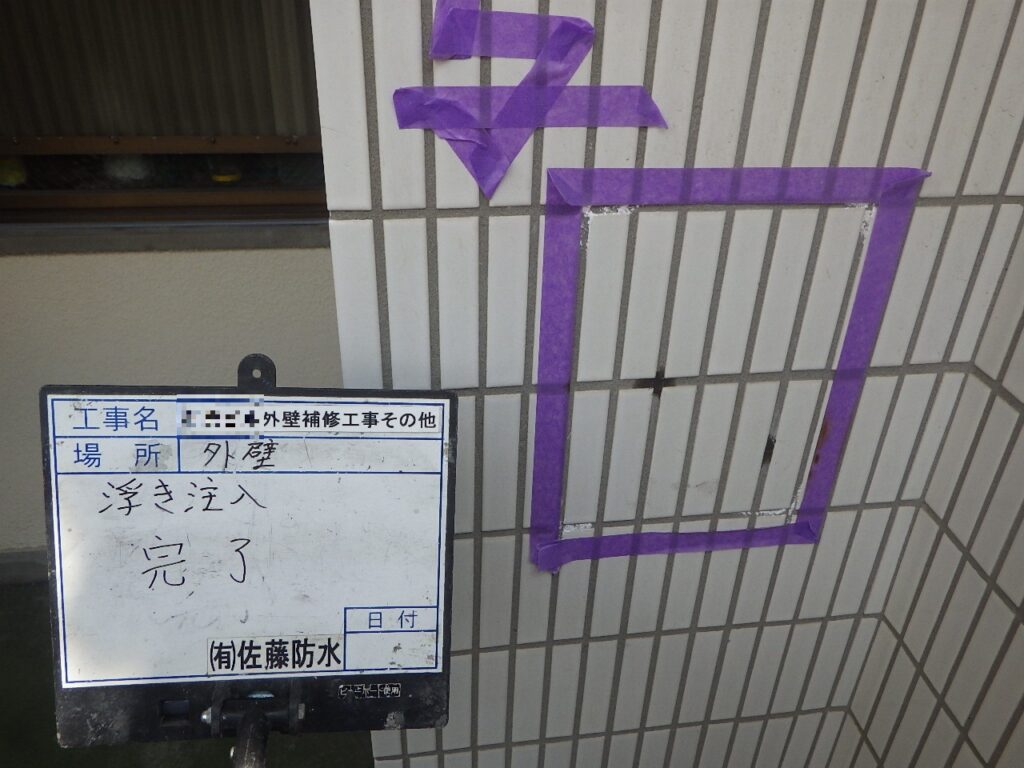 工事名 外壁補修工事その他
場所 外壁
浮き注入
完了
日付
㈲佐藤防水